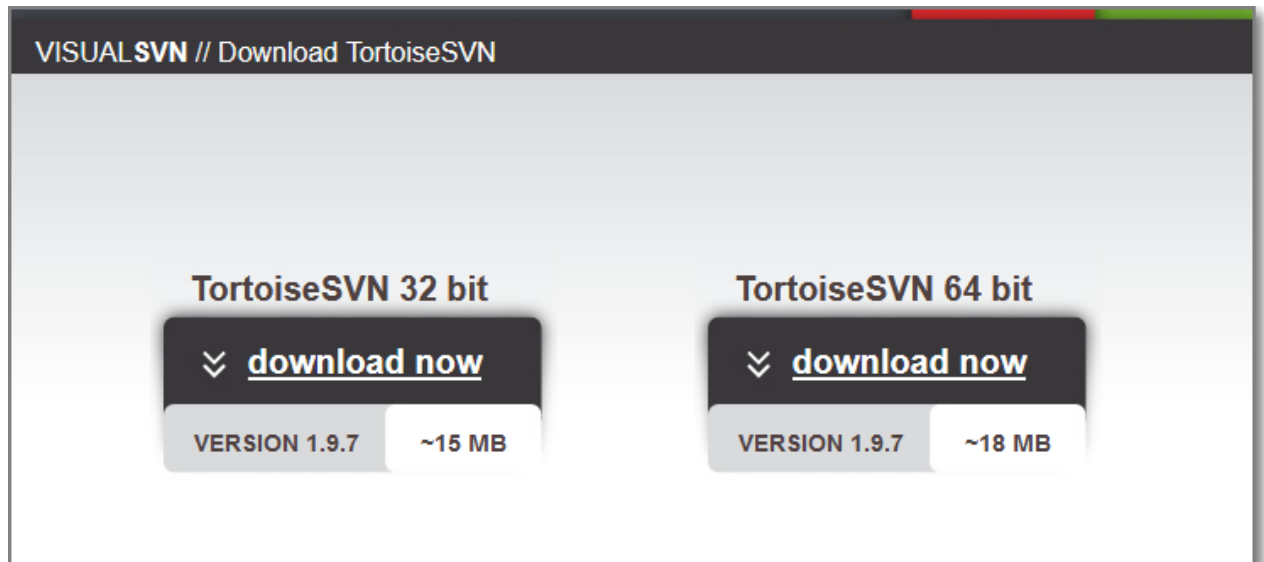 VISUALSVN // Download TortoiseSVN
TortoiseSVN 32 bit
download now
VERSION 1.9.7 ~15 MB
TortoiseSVN 64 bit
download now
VERSION 1.9.7 ~18 MB